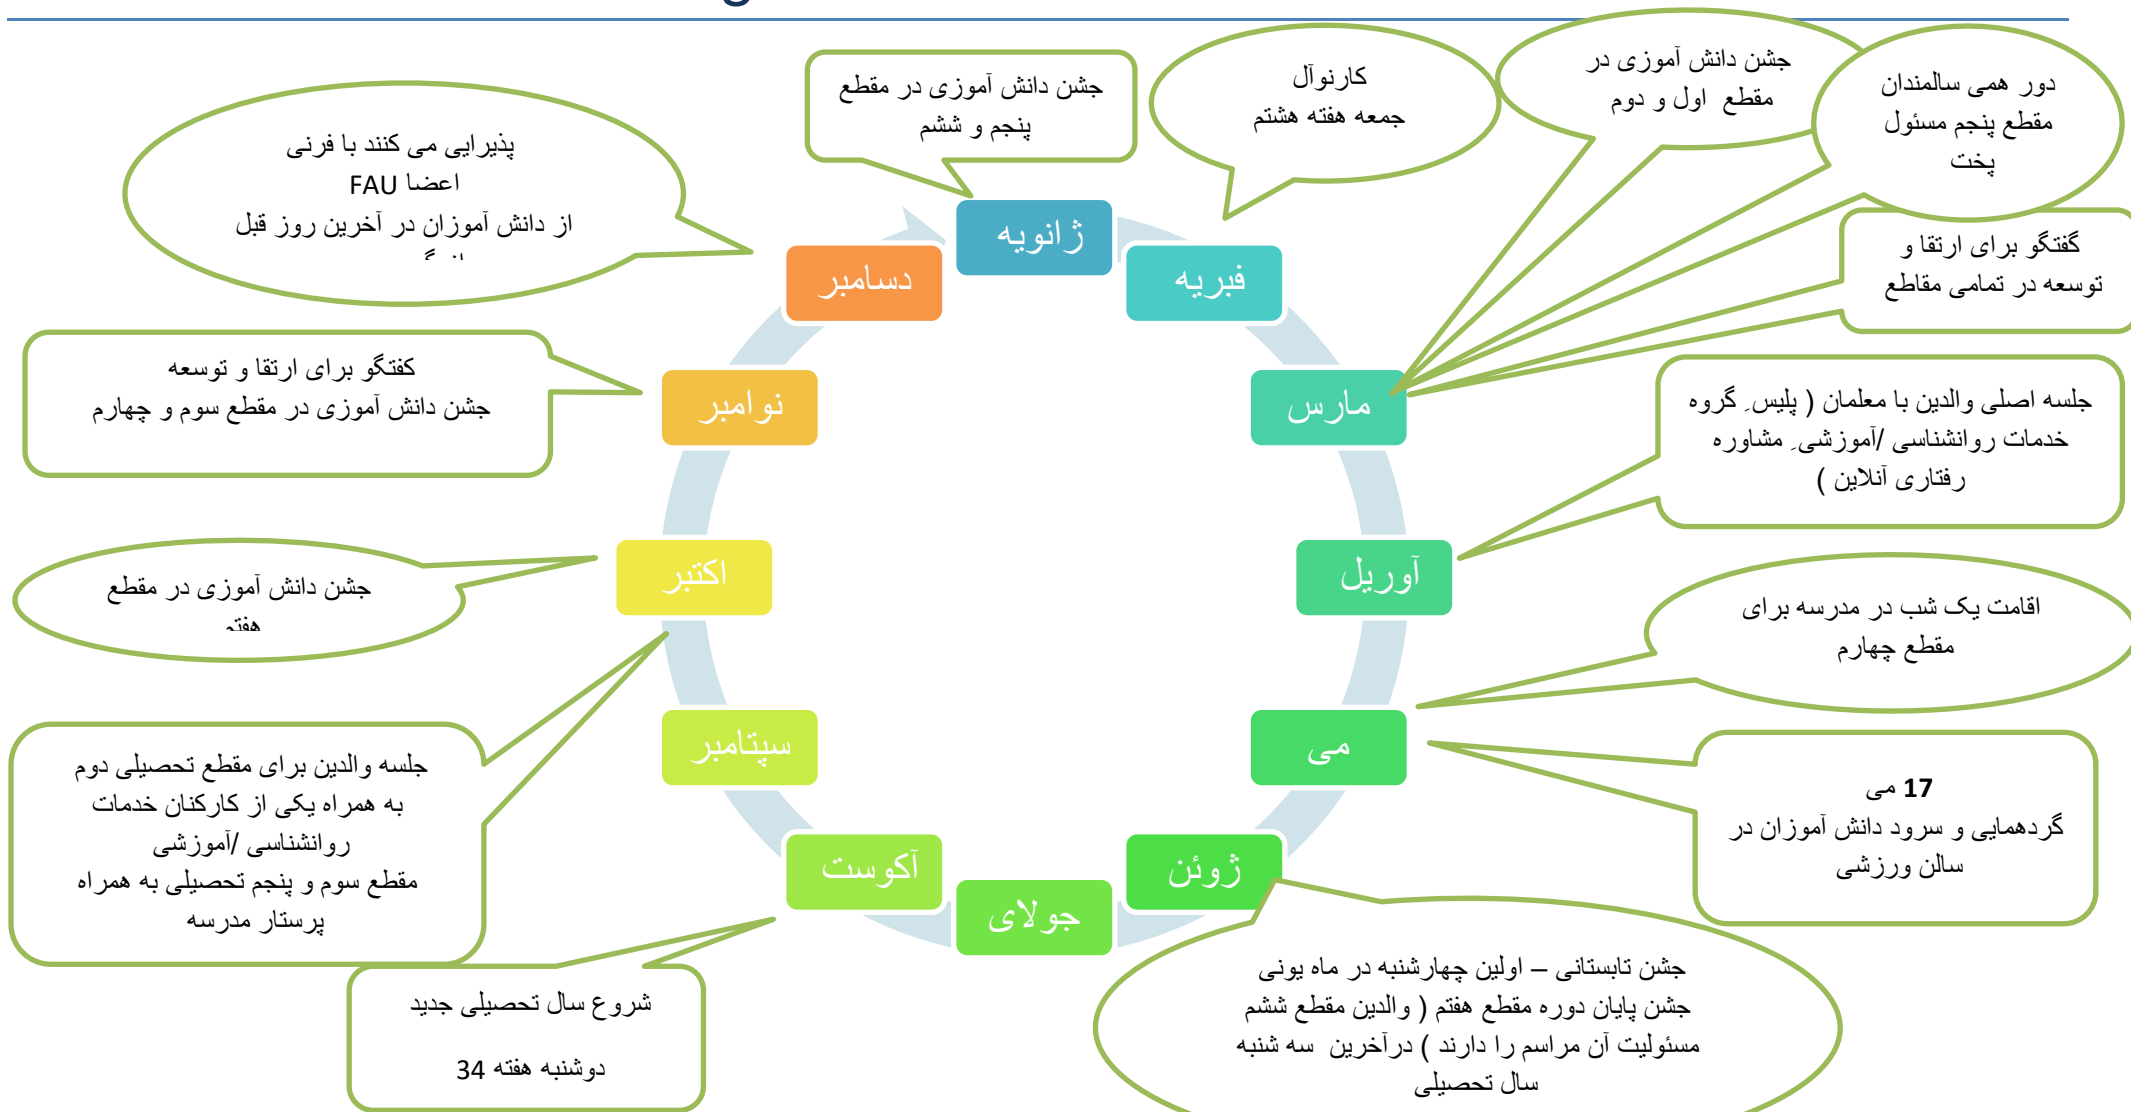 جشن دانش آموزی در مقطع
پنجم و ششم
کارنوآل
جمعه هفته هشتم
جشن دانش آموزی در
مقطع اول و دوم
دور همی سالمندان
مقطع پنجم مسئول
پخت
گفتگو برای ارتقا و
توسعه در تمامی مقاطع
جلسه اصلی والدین با معلمان ( پلیس ِ گروه
خدمات روانشناسی /آموزشی ِ مشاوره
رفتاری آنلاین )
اقامت یک شب در مدرسه برای
مقطع چهارم
17 می
گردهمایی و سرود دانش آموزان در
سالن ورزشی
جشن تابستانی – اولین چهارشنبه در ماه یونی
جشن پایان دوره مقطع هفتم ( والدین مقطع ششم
مسئولیت آن مراسم را دارند ) درآخرین سه شنبه
سال تحصیلی
شروع سال تحصیلی جدید
دوشنبه هفته 34
جلسه والدین برای مقطع تحصیلی دوم
به همراه یکی از کارکنان خدمات
روانشناسی /آموزشی
مقطع سوم و پنجم تحصیلی به همراه
پرستار مدرسه
جشن دانش آموزی در مقطع
هفتم
کفتگو برای ارتقا و توسعه
جشن دانش آموزی در مقطع سوم و چهارم
پذیرایی می کنند با فرنی
اعضا FAU
از دانش آموزان در آخرین روز قبل
ژانویه
فبریه
مارس
آوریل
می
ژوئن
جولای
آکوست
سپتامبر
اکتبر
نوامبر
دسامبر